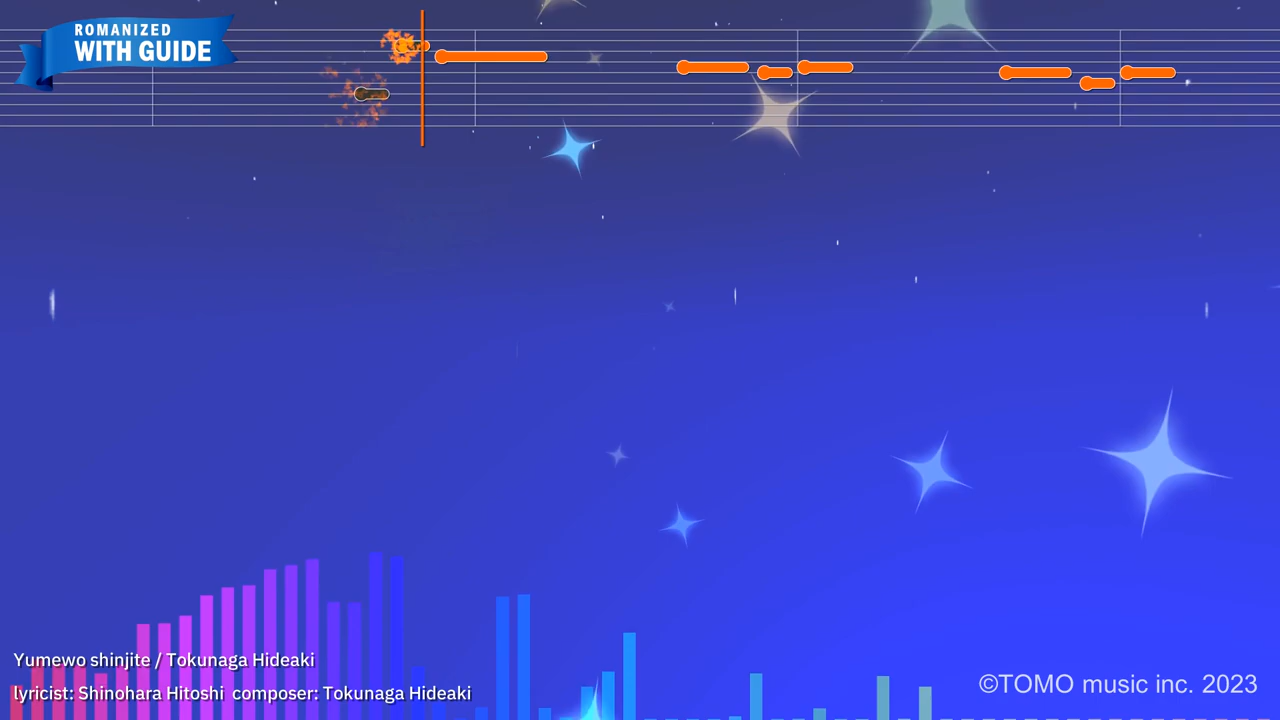 ROMANIZED
WITH GUIDE
Yumewo shinjite / Tokunaga Hideaki
lyricist: Shinohara Hitoshi composer: Tokunaga Hideaki
©TOMO music inc. 2023